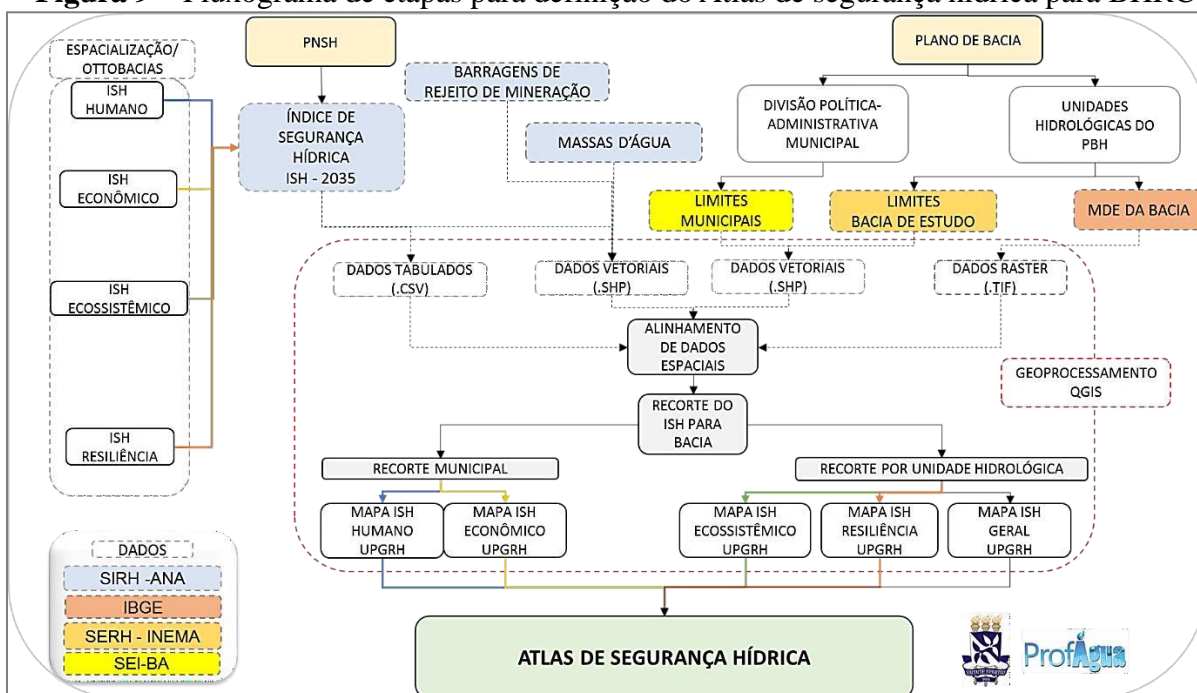 Figura 9 – Fluxograma de etapas para definição do Atlas de segurança hídrica para BHRC
ESPACIALIZAÇÃO/
OTTOBACIAS
ISH
HUMANO
ISH
ECONÔMICO
ISH
ECOSSISTÊMICO
ISH
RESILIÊNCIA
PNSH
ÍNDICE DE
SEGURANÇA
HÍDRICA
ISH - 2035
BARRAGENS DE
REJEITO DE MINERAÇÃO
MASSAS D'ÁGUA
PLANO DE BACIA
DIVISÃO POLÍTICA-
ADMINISTRATIVA
MUNICIPAL
UNIDADES
HIDROLÓGICAS DO
PBH
LIMITES
MUNICIPAIS
LIMITES
BACIA DE ESTUDO
MDE DA BACIA
DADOS TABULADOS
(.CSV)
DADOS VETORIAIS
(.SHP)
DADOS VETORIAIS
(.SHP)
DADOS RASTER
(.TIF)
ALINHAMENTO
DE DADOS
ESPACIAIS
GEOPROCESSAMENTO
QGIS
RECORTE DO
ISH PARA
BACIA
RECORTE MUNICIPAL
RECORTE POR UNIDADE HIDROLÓGICA
MAPA ISH
HUMANO
UPGRH
MAPA ISH
ECONÔMICO
UPGRH
MAPA ISH
ECOSSISTÊMICO
UPGRH
MAPA ISH
RESILIÊNCIA
UPGRH
MAPA ISH
GERAL
UPGRH
DADOS
SIRH -ANA
IBGE
SERH - INEMA
SEI-BA
ATLAS DE SEGURANÇA HÍDRICA
ProfÁgua